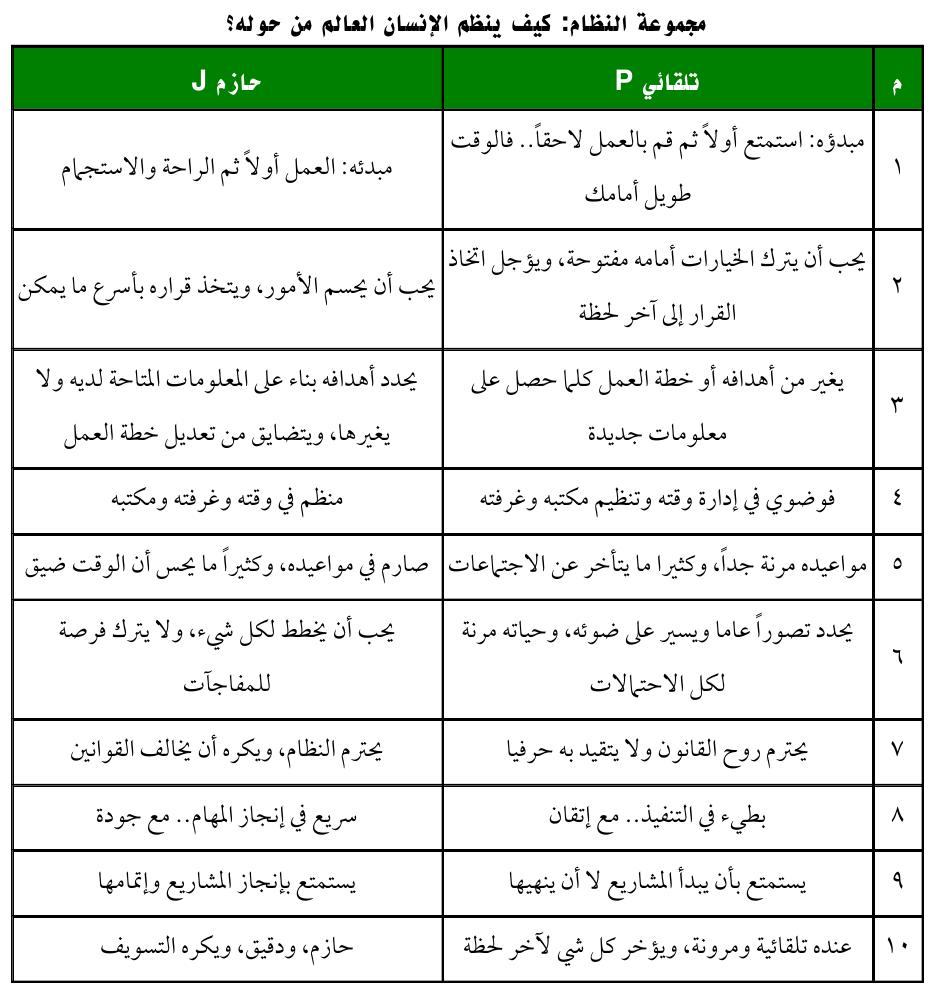 مجموعة النظام: كيف ينظم الإنسان العالم من حوله؟
م
تلقائي P
حازم J
١
مبدؤه: استمتع أولاً ثم قم بالعمل لاحقاً.. فالوقت
طويل أمامك
مبدئه: العمل أولاً ثم الراحة والاستجمام
٢
يحب أن يترك الخيارات أمامه مفتوحة، ويؤجل اتخاذ
القرار إلى آخر لحظة
يحب أن يحسم الأمور، ويتخذ قراره بأسرع ما يمكن
٣
يغير من أهدافه أو خطة العمل كلما حصل على
معلومات جديدة
يحدد أهدافه بناء على المعلومات المتاحة لديه ولا
يغيرها، ويتضايق من تعديل خطة العمل
٤
فوضوي في إدارة وقته وتنظيم مكتبه وغرفته
منظم في وقته وغرفته ومكتبه
٥
مواعيده مرنة جداً، وكثيرا ما يتأخر عن الاجتماعات
صارم في مواعيده، وكثيراً ما يحس أن الوقت ضيق
٦
يحدد تصوراً عاما ويسير على ضوئه، وحياته مرنة
لكل الاحتمالات
يحب أن يخطط لكل شيء، ولا يترك فرصة
للمفاجآت
٧
يحترم روح القانون ولا يتقيد به حرفيا
يحترم النظام، ويكره أن يخالف القوانين
٨
بطيء في التنفيذ.. مع إتقان
سريع في إنجاز المهام.. مع جودة
٩
يستمتع بأن يبدأ المشاريع لا أن ينهيها
يستمتع بإنجاز المشاريع وإتمامها
١٠
عنده تلقائية ومرونة، ويؤخر كل شي لآخر لحظة
حازم، ودقيق، ويكره التسويف